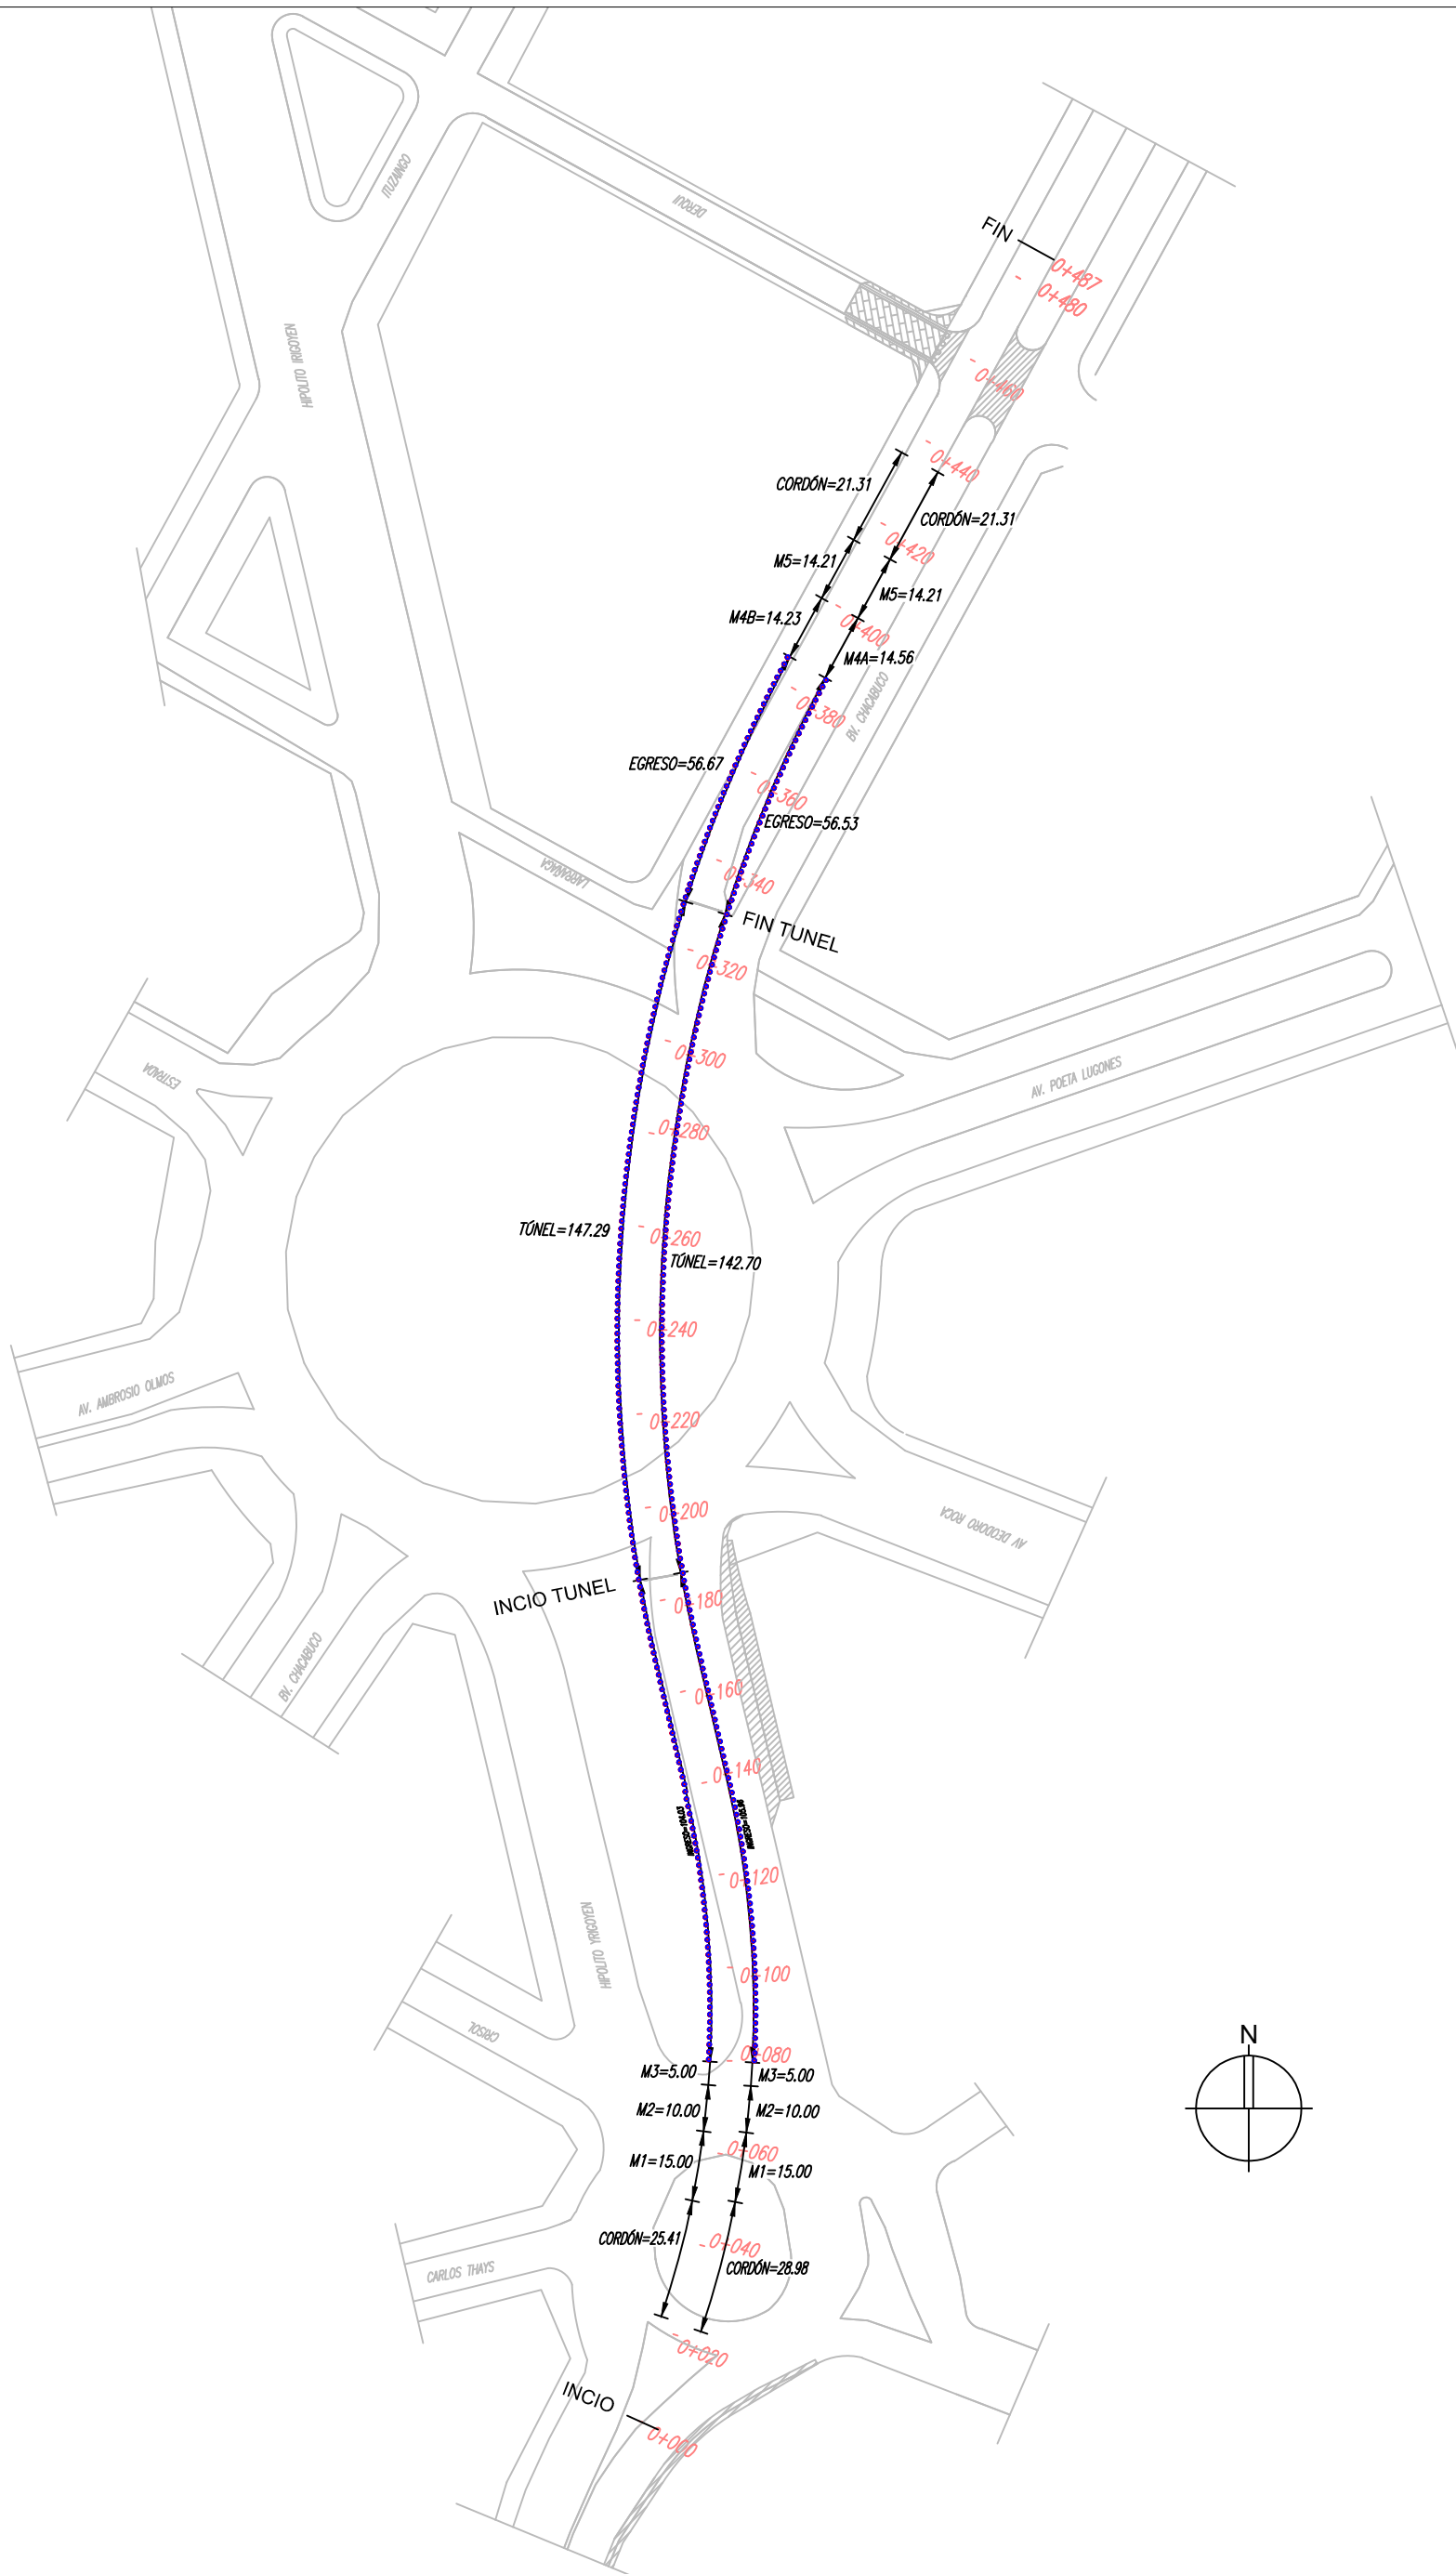 ITUZAINGO
DERQUI
FIN
0+487
0+480
HIPOLITO IRIGOYEN
0+460
0+440
CORDÓN=21.31
CORDÓN=21.31
0+420
M5=14.21
M5=14.21
0+400
M4B=14.23
M4A=14.56
0+380
BV. CHACABUCO
EGRESO=56.67
0+360
EGRESO=56.53
LARRAÑAGA
0+340
FIN TUNEL
0+320
0+300
ESTRADA
AV. POETA LUGONES
0+280
TÚNEL=147.29
0+260
TÚNEL=142.70
0+240
AV. AMBROSIO OLMOS
0+220
0+200
AV DEODORO ROCA
INCIO TUNEL
0+180
BV. CHACABUCO
0+160
0+140
0+120
HIPOLITO YRIGOYEN
0+100
CRISOL
0+080
M3=5.00
M3=5.00
M2=10.00
M2=10.00
0+060
M1=15.00
M1=15.00
CORDÓN=25.41
0+040
CORDÓN=28.98
CARLOS THAYS
0+020
INCIO
0+000
N